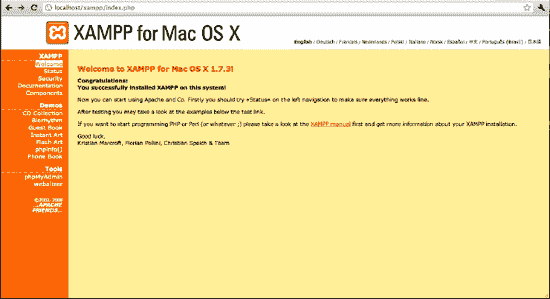 localhost/xampp/index.php
XAMPP for Mac OS X
English / Deutsch / Francais / Nederlands / Polski / Italiano / Norsk / Español / 中文 / Português (Brasil) / 日本語
XAMPP
Welcome
Status
Security
Documentation
Components
Demos
CD Collection
Biorhythm
Guest Book
Instant Art
Flash Art
phpinfo()
Phone Book
Tools
phpMyAdmin
Webalizer
...APACHE
FRIENDS...
Welcome to XAMPP for Mac OS X 1.7.3!
Congratulations:
You successfully installed XAMPP on this system!
Now you can start using Apache and Co. Firstly you should try »Status« on the left navigation to make sure everything works fine.
After testing you may take a look at the examples below the test link.
If you want to start programming PHP or Perl (or whatever ;) please take a look at the XAMPP manual first and get more information about your XAMPP installation.
Good luck,
Kristian Marcroft, Florian Pollini, Christian Speich & Team